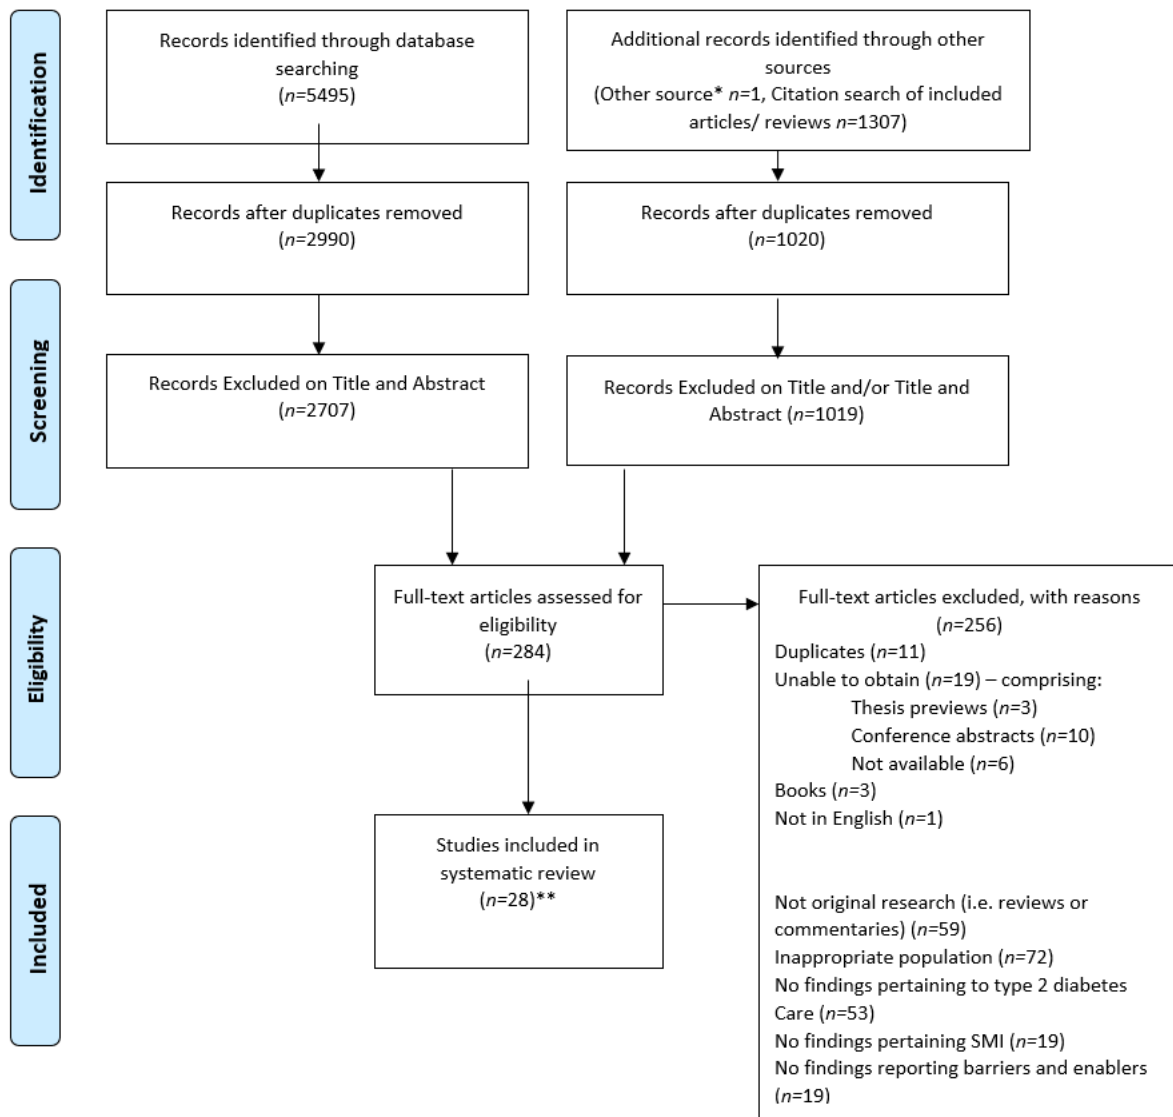 Identification
Records identified through database
searching
(n=5495)
Additional records identified through other
sources
(Other source* n=1, Citation search of included
articles/ reviews n=1307)
Records after duplicates removed
(n=2990)
Records after duplicates removed
(n=1020)
Screening
Records Excluded on Title and Abstract
(n=2707)
Records Excluded on Title and/or Title and
Abstract (n=1019)
Eligibility
Full-text articles assessed for
eligibility
(n=284)
Full-text articles excluded, with reasons
(n=256)
Duplicates (n=11)
Unable to obtain (n=19) – comprising:
Thesis previews (n=3)
Conference abstracts (n=10)
Not available (n=6)
Books (n=3)
Not in English (n=1)
Not original research (i.e. reviews or
commentaries) (n=59)
Inappropriate population (n=72)
No findings pertaining to type 2 diabetes
Care (n=53)
No findings pertaining SMI (n=19)
No findings reporting barriers and enablers
(n=19)
Included
Studies included in
systematic review
(n=28)**